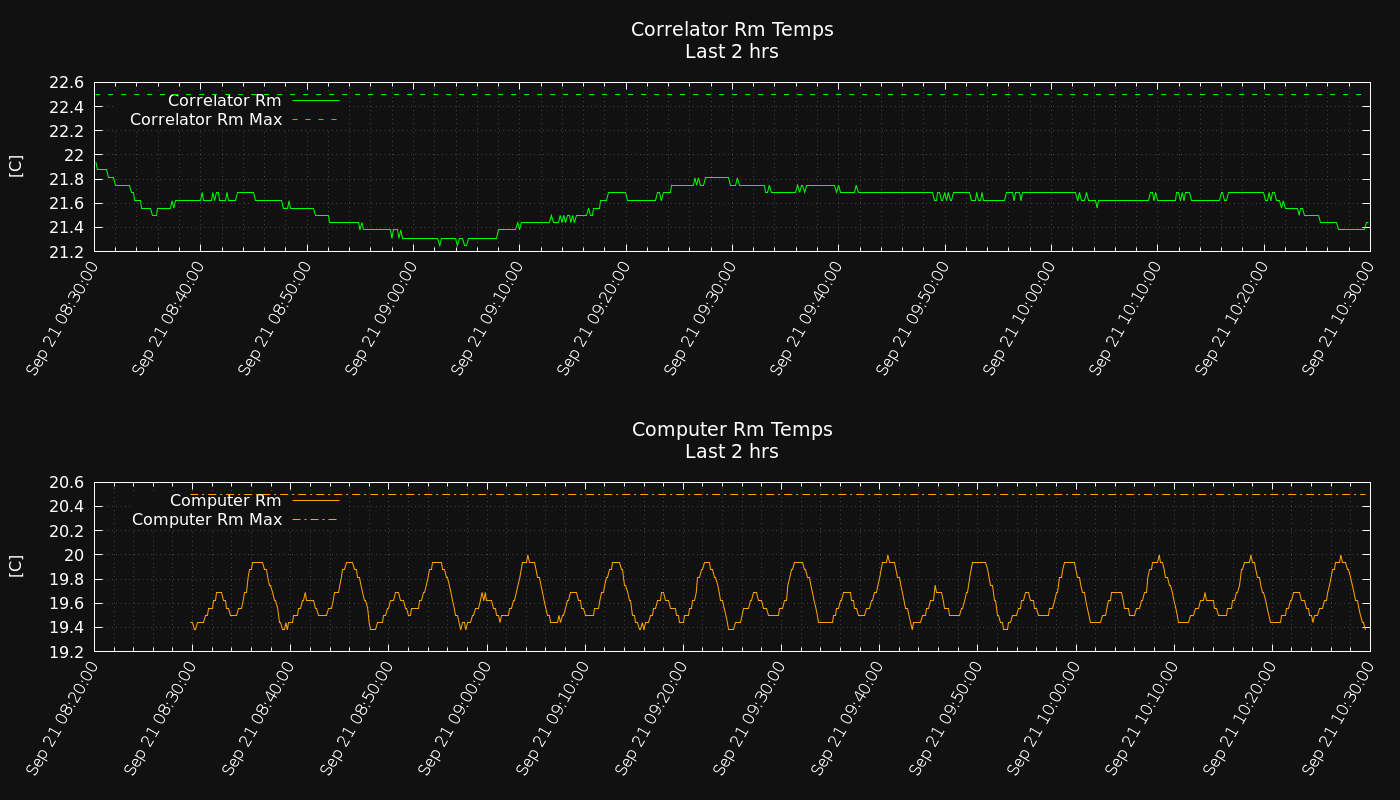 Correlator Rm Temps
Last 2 hrs
22.6
22.4
22.2
22
21.8
21.6
21.4
21.2
[C]
Correlator Rm
Correlator Rm Max
Sep 21 08:30:00
Sep 21 08:40:00
Sep 21 08:50:00
Sep 21 09:00:00
Sep 21 09:10:00
Sep 21 09:20:00
Sep 21 09:30:00
Sep 21 09:40:00
Sep 21 09:50:00
Sep 21 10:00:00
Sep 21 10:10:00
Sep 21 10:20:00
Sep 21 10:30:00
Computer Rm Temps
Last 2 hrs
20.6
20.4
20.2
20
19.8
19.6
19.4
19.2
[C]
Computer Rm
Computer Rm Max
Sep 21 08:20:00
Sep 21 08:30:00
Sep 21 08:40:00
Sep 21 08:50:00
Sep 21 09:00:00
Sep 21 09:10:00
Sep 21 09:20:00
Sep 21 09:30:00
Sep 21 09:40:00
Sep 21 09:50:00
Sep 21 10:00:00
Sep 21 10:10:00
Sep 21 10:20:00
Sep 21 10:30:00